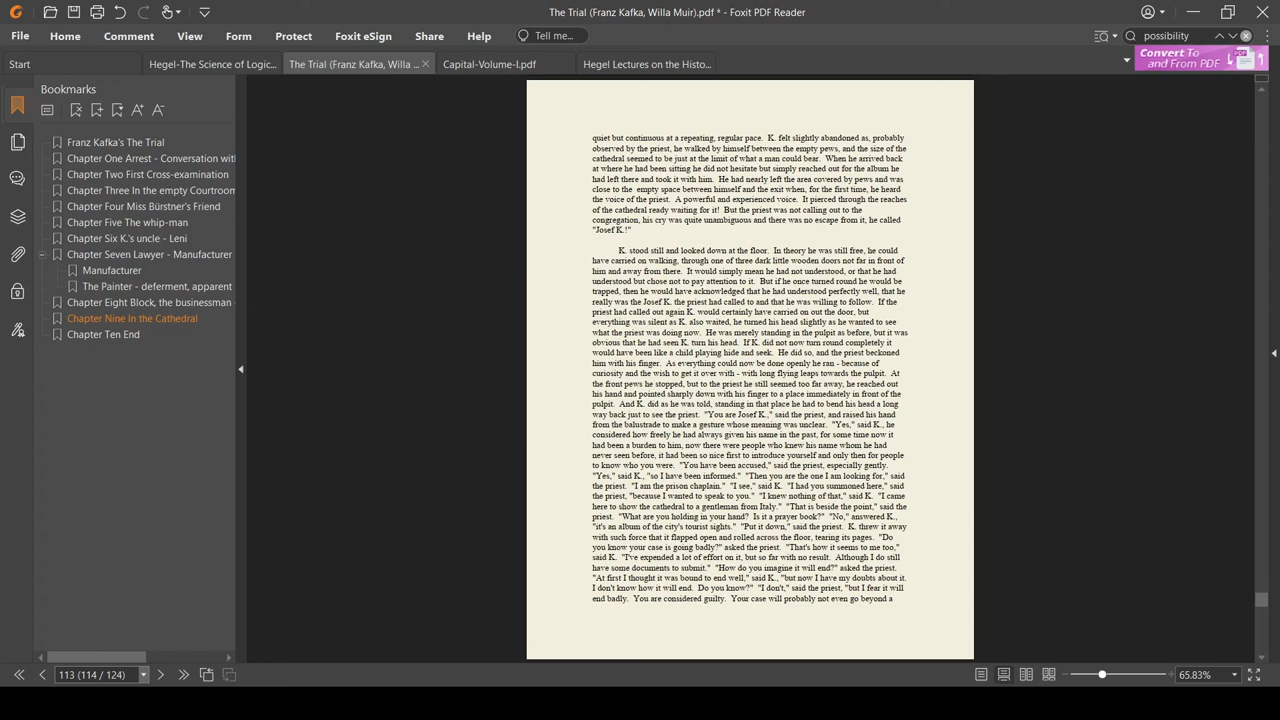 The Trial (Franz Kafka, Willa Muir).pdf * - Foxit PDF Reader
File
Home
Comment
View
Form
Protect
Foxit eSign
Share
Help
Tell me...
possibility
Start
Hegel-The Science of Logic...
The Trial (Franz Kafka, Willa ...
Capital-Volume-I.pdf
Hegel Lectures on the Histo...
Convert To
and From PDF
PDF
Bookmarks
Franz Kafka's The Trial
Chapter One Arrest - Conversation with
Chapter Two First Cross-examination
Chapter Three In the empty Courtroom
Chapter Four Miss Bürstner's Friend
Chapter Five The whip-man
Chapter Six K.'s uncle - Leni
Chapter Seven Lawyer - Manufacturer
Manufacturer
The Painter - deferment, apparent
Chapter Eight Block, the businessman
Chapter Nine In the Cathedral
Chapter Ten End
quiet but continuous at a repeating, regular pace. K. felt slightly abandoned as, probably
observed by the priest, he walked by himself between the empty pews, and the size of the
cathedral seemed to be just at the limit of what a man could bear. When he arrived back
at where he had been sitting he did not hesitate but simply reached out for the album he
had left there and took it with him. He had nearly left the area covered by pews and was
close to the empty space between himself and the exit when, for the first time, he heard
the voice of the priest. A powerful and experienced voice. It pierced through the reaches
of the cathedral ready waiting for it! But the priest was not calling out to the
congregation, his cry was quite unambiguous and there was no escape from it, he called
"Josef K.!"
K. stood still and looked down at the floor. In theory he was still free, he could
have carried on walking, through one of three dark little wooden doors not far in front of
him and away from there. It would simply mean he had not understood, or that he had
understood but chose not to pay attention to it. But if he once turned round he would be
trapped, then he would have acknowledged that he had understood perfectly well, that he
really was the Josef K. the priest had called to and that he was willing to follow. If the
priest had called out again K. would certainly have carried on out the door, but
everything was silent as K. also waited, he turned his head slightly as he wanted to see
what the priest was doing now. He was merely standing in the pulpit as before, but it was
obvious that he had seen K. turn his head. If K. did not now turn round completely it
would have been like a child playing hide and seek. He did so, and the priest beckoned
him with his finger. As everything could now be done openly he ran - because of
curiosity and the wish to get it over with - with long flying leaps towards the pulpit. At
the front pews he stopped, but to the priest he still seemed too far away, he reached out
his hand and pointed sharply down with his finger to a place immediately in front of the
pulpit. And K. did as he was told, standing in that place he had to bend his head a long
way back just to see the priest. "You are Josef K.," said the priest, and raised his hand
from the balustrade to make a gesture whose meaning was unclear. "Yes," said K., he
considered how freely he had always given his name in the past, for some time now it
had been a burden to him, now there were people who knew his name whom he had
never seen before, it had been so nice first to introduce yourself and only then for people
to know who you were. "You have been accused," said the priest, especially gently.
"Yes," said K., "so I have been informed." "Then you are the one I am looking for," said
the priest. "I am the prison chaplain." "I see," said K. "I had you summoned here," said
the priest, "because I wanted to speak to you." "I knew nothing of that," said K. "I came
here to show the cathedral to a gentleman from Italy." "That is beside the point," said the
priest. "What are you holding in your hand? Is it a prayer book?" "No," answered K.,
"it's an album of the city's tourist sights." "Put it down," said the priest. K. threw it away
with such force that it flapped open and rolled across the floor, tearing its pages. "Do
you know your case is going badly?" asked the priest. "That's how it seems to me too,"
said K. "I've expended a lot of effort on it, but so far with no result. Although I do still
have some documents to submit." "How do you imagine it will end?" asked the priest.
"At first I thought it was bound to end well," said K., "but now I have my doubts about it.
I don't know how it will end. Do you know?" "I don't," said the priest, "but I fear it will
end badly. You are considered guilty. Your case will probably not even go beyond a
113 (114 / 124)
65.83%